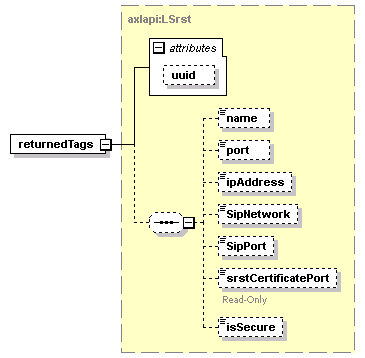 axlapi:LSrst
attributes
uuid
returnedTags
name
port
ipAddress
SipNetwork
SipPort
srstCertificatePort
Read-Only
isSecure